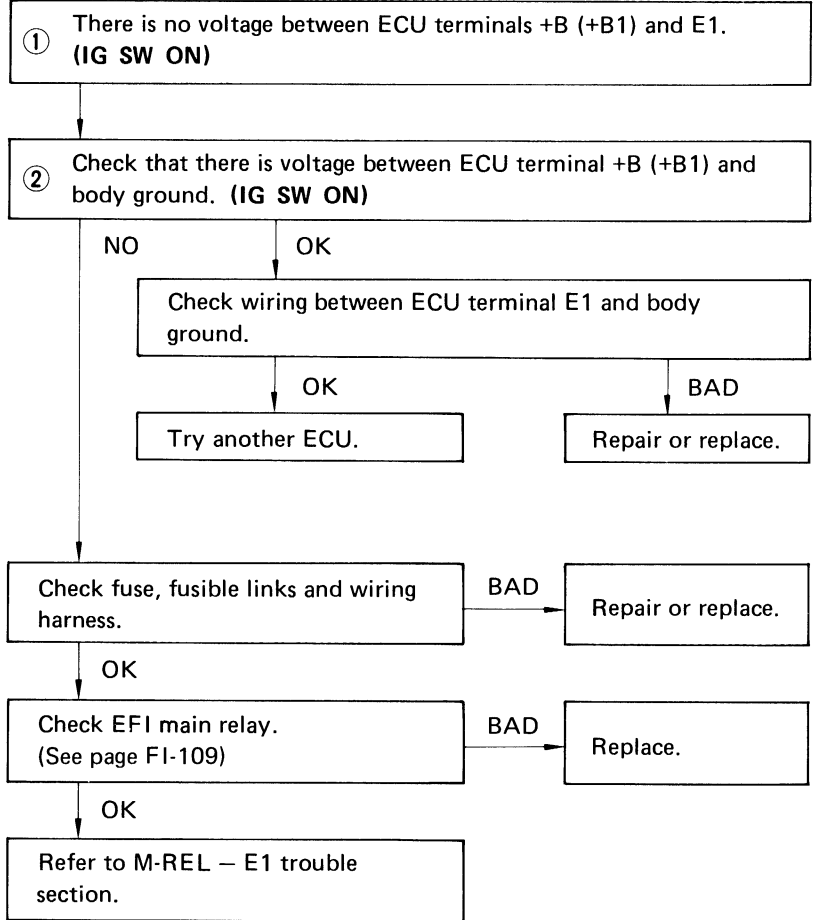 ① There is no voltage between ECU terminals +B (+B1) and E1.
(IG SW ON)
② Check that there is voltage between ECU terminal +B (+B1) and
body ground. (IG SW ON)
NO
OK
Check wiring between ECU terminal E1 and body
ground.
OK
BAD
Try another ECU.
Repair or replace.
Check fuse, fusible links and wiring
harness.
BAD
Repair or replace.
OK
Check EFI main relay.
(See page FI-109)
BAD
Replace.
OK
Refer to M-REL — E1 trouble
section.